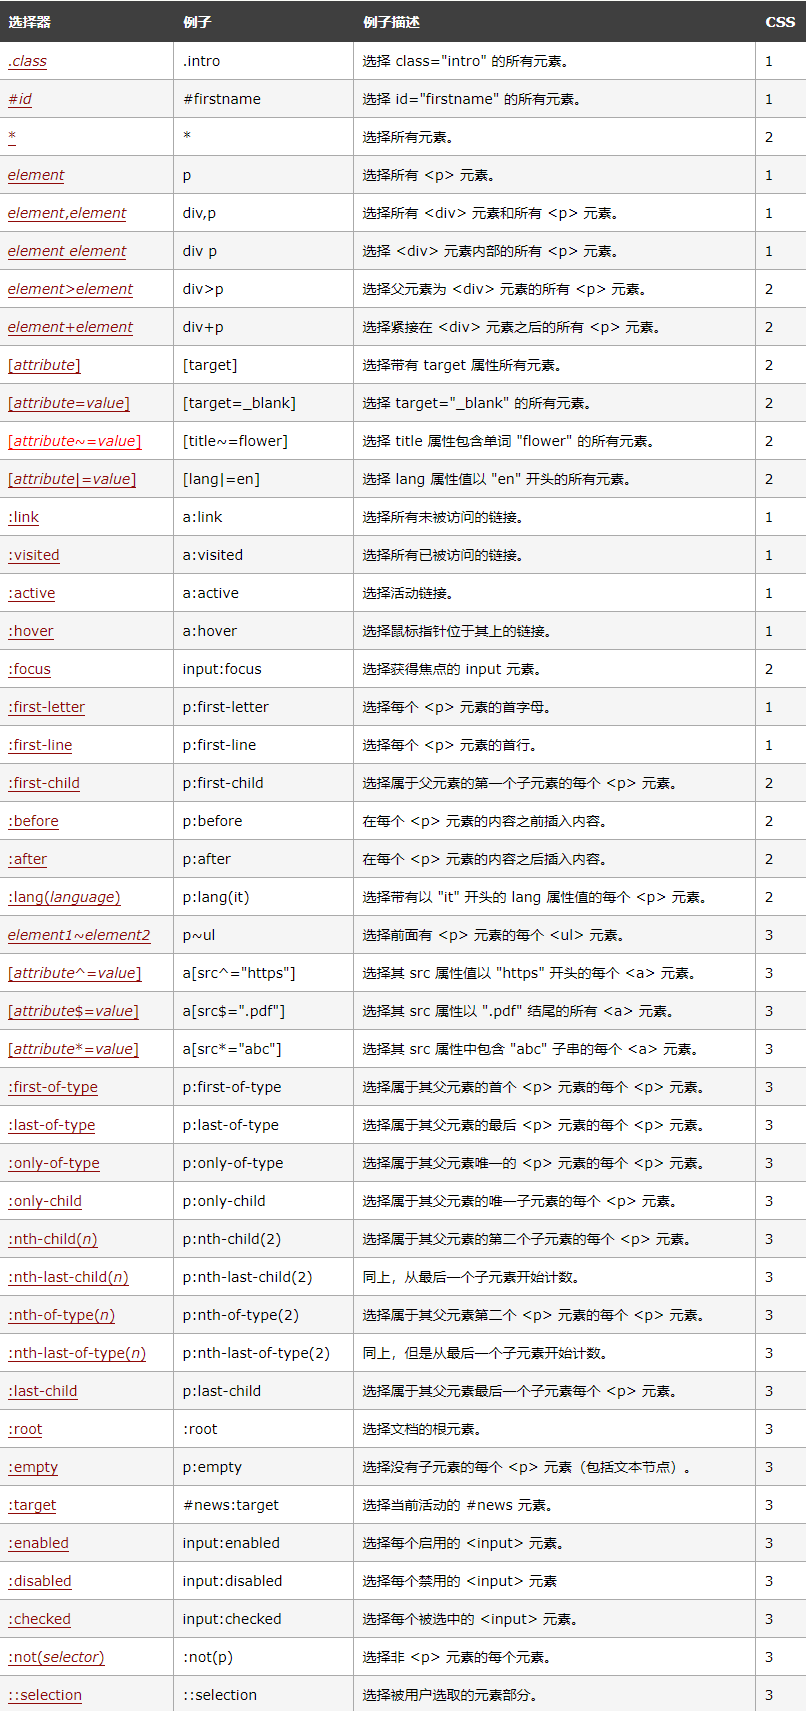 选择器 例子 例子描述 CSS
.class .intro 选择 class="intro" 的所有元素。 1
#id #firstname 选择 id="firstname" 的所有元素。 1
* * 选择所有元素。 2
element p 选择所有 <p> 元素。 1
element,element div,p 选择所有 <div> 元素和所有 <p> 元素。 1
element element div p 选择 <div> 元素内部的所有 <p> 元素。 1
element>element div>p 选择父元素为 <div> 元素的所有 <p> 元素。 2
element+element div+p 选择紧接在 <div> 元素之后的所有 <p> 元素。 2
[attribute] [target] 选择带有 target 属性所有元素。 2
[attribute=value] [target=_blank] 选择 target="_blank" 的所有元素。 2
[attribute~=value] [title~=flower] 选择 title 属性包含单词 "flower" 的所有元素。 2
[attribute|=value] [lang|=en] 选择 lang 属性值以 "en" 开头的所有元素。 2
:link a:link 选择所有未被访问的链接。 1
:visited a:visited 选择所有已被访问的链接。 1
:active a:active 选择活动链接。 1
:hover a:hover 选择鼠标指针位于其上的链接。 1
:focus input:focus 选择获得焦点的 input 元素。 2
:first-letter p:first-letter 选择每个 <p> 元素的首字母。 1
:first-line p:first-line 选择每个 <p> 元素的首行。 1
:first-child p:first-child 选择属于父元素的第一个子元素的每个 <p> 元素。 2
:before p:before 在每个 <p> 元素的内容之前插入内容。 2
:after p:after 在每个 <p> 元素的内容之后插入内容。 2
:lang(language) p:lang(it) 选择带有以 "it" 开头的 lang 属性值的每个 <p> 元素。 2
element1~element2 p~ul 选择前面有 <p> 元素的每个 <ul> 元素。 3
[attribute^=value] a[src^="https"] 选择其 src 属性值以 "https" 开头的每个 <a> 元素。 3
[attribute$=value] a[src$=".pdf"] 选择其 src 属性以 ".pdf" 结尾的所有 <a> 元素。 3
[attribute*=value] a[src*="abc"] 选择其 src 属性中包含 "abc" 子串的每个 <a> 元素。 3
:first-of-type p:first-of-type 选择属于其父元素的首个 <p> 元素的每个 <p> 元素。 3
:last-of-type p:last-of-type 选择属于其父元素的最后 <p> 元素的每个 <p> 元素。 3
:only-of-type p:only-of-type 选择属于其父元素唯一的 <p> 元素的每个 <p> 元素。 3
:only-child p:only-child 选择属于其父元素的唯一子元素的每个 <p> 元素。 3
:nth-child(n) p:nth-child(2) 选择属于其父元素的第二个子元素的每个 <p> 元素。 3
:nth-last-child(n) p:nth-last-child(2) 同上，从最后一个子元素开始计数。 3
:nth-of-type(n) p:nth-of-type(2) 选择属于其父元素第二个 <p> 元素的每个 <p> 元素。 3
:nth-last-of-type(n) p:nth-last-of-type(2) 同上，但是从最后一个子元素开始计数。 3
:last-child p:last-child 选择属于其父元素最后一个子元素每个 <p> 元素。 3
:root :root 选择文档的根元素。 3
:empty p:empty 选择没有子元素的每个 <p> 元素（包括文本节点）。 3
:target #news:target 选择当前活动的 #news 元素。 3
:enabled input:enabled 选择每个启用的 <input> 元素。 3
:disabled input:disabled 选择每个禁用的 <input> 元素 3
:checked input:checked 选择每个被选中的 <input> 元素。 3
:not(selector) :not(p) 选择非 <p> 元素的每个元素。 3
::selection ::selection 选择被用户选取的元素部分。 3